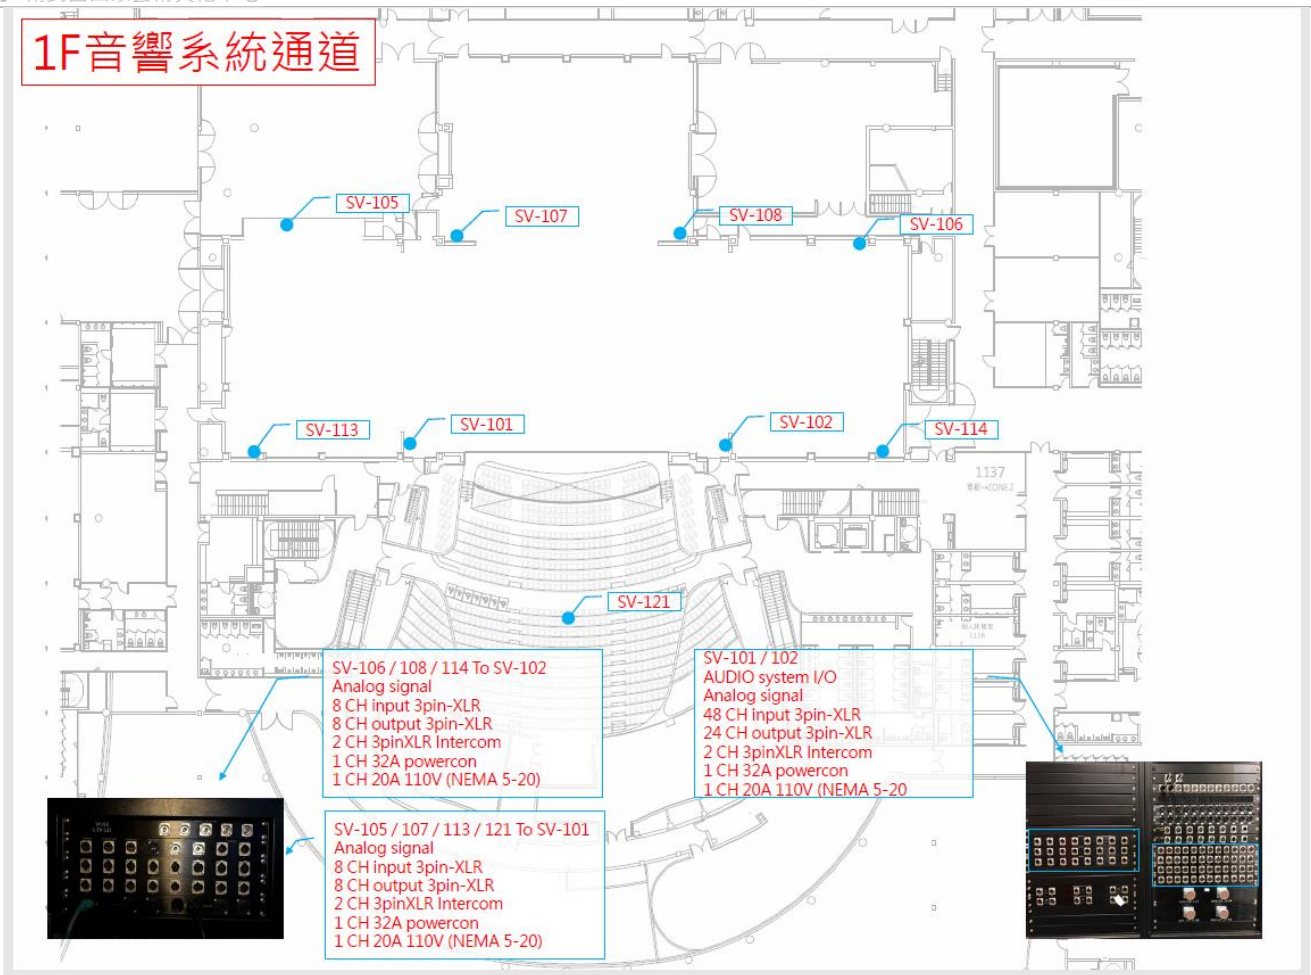 1F音響系統通道
SV-105
SV-107
SV-108
SV-106
SV-113
SV-101
SV-102
SV-114
1137
SV-121
1116
SV-106 / 108 / 114 To SV-102
Analog signal
8 CH input 3pin-XLR
8 CH output 3pin-XLR
2 CH 3pinXLR Intercom
1 CH 32A powercon
1 CH 20A 110V (NEMA 5-20)
SV-101 / 102
AUDIO system I/O
Analog signal
48 CH input 3pin-XLR
24 CH output 3pin-XLR
2 CH 3pinXLR Intercom
1 CH 32A powercon
1 CH 20A 110V (NEMA 5-20
SV-105 / 107 / 113 / 121 To SV-101
Analog signal
8 CH input 3pin-XLR
8 CH output 3pin-XLR
2 CH 3pinXLR Intercom
1 CH 32A powercon
1 CH 20A 110V (NEMA 5-20)